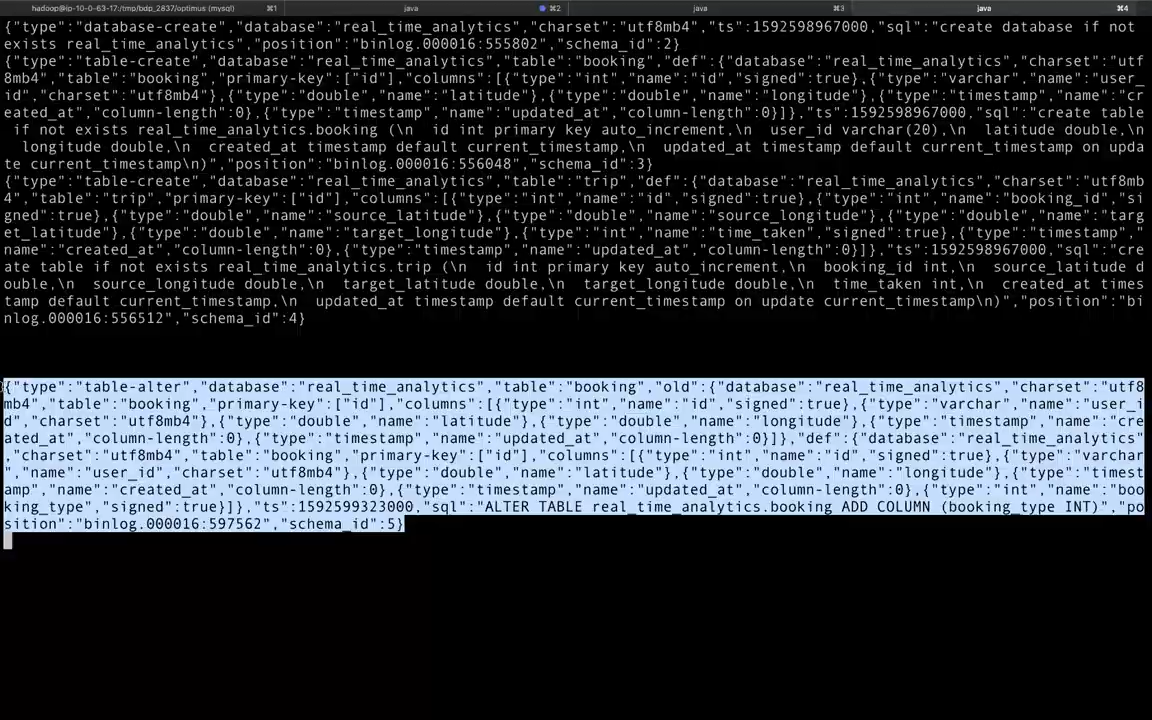 hadoop@ip-10-0-63-17:/tmp/bdp_2837/optimus (mysql) ⌘1 java ⌘2 java ⌘3 java ⌘4
{"type":"database-create","database":"real_time_analytics","charset":"utf8mb4","ts":1592598967000,"sql":"create database if not
exists real_time_analytics","position":"binlog.000016:555802","schema_id":2}
{"type":"table-create","database":"real_time_analytics","table":"booking","def":{"database":"real_time_analytics","charset":"utf
8mb4","table":"booking","primary-key":["id"],"columns":[{"type":"int","name":"id","signed":true},{"type":"varchar","name":"user_
id","charset":"utf8mb4"},{"type":"double","name":"latitude"},{"type":"double","name":"longitude"},{"type":"timestamp","name":"cr
eated_at","column-length":0},{"type":"timestamp","name":"updated_at","column-length":0}]},"ts":1592598967000,"sql":"create table
 if not exists real_time_analytics.booking (\n  id int primary key auto_increment,\n  user_id varchar(20),\n  latitude double,\n
  longitude double,\n  created_at timestamp default current_timestamp,\n  updated_at timestamp default current_timestamp on upda
te current_timestamp\n)","position":"binlog.000016:556048","schema_id":3}
{"type":"table-create","database":"real_time_analytics","table":"trip","def":{"database":"real_time_analytics","charset":"utf8mb
4","table":"trip","primary-key":["id"],"columns":[{"type":"int","name":"id","signed":true},{"type":"int","name":"booking_id","si
gned":true},{"type":"double","name":"source_latitude"},{"type":"double","name":"source_longitude"},{"type":"double","name":"targ
et_latitude"},{"type":"double","name":"target_longitude"},{"type":"int","name":"time_taken","signed":true},{"type":"timestamp","
name":"created_at","column-length":0},{"type":"timestamp","name":"updated_at","column-length":0}]},"ts":1592598967000,"sql":"cre
ate table if not exists real_time_analytics.trip (\n  id int primary key auto_increment,\n  booking_id int,\n  source_latitude d
ouble,\n  source_longitude double,\n  target_latitude double,\n  target_longitude double,\n  time_taken int,\n  created_at times
tamp default current_timestamp,\n  updated_at timestamp default current_timestamp on update current_timestamp\n)","position":"bi
nlog.000016:556512","schema_id":4}
{"type":"table-alter","database":"real_time_analytics","table":"booking","old":{"database":"real_time_analytics","charset":"utf8
mb4","table":"booking","primary-key":["id"],"columns":[{"type":"int","name":"id","signed":true},{"type":"varchar","name":"user_i
d","charset":"utf8mb4"},{"type":"double","name":"latitude"},{"type":"double","name":"longitude"},{"type":"timestamp","name":"cre
ated_at","column-length":0},{"type":"timestamp","name":"updated_at","column-length":0}]},"def":{"database":"real_time_analytics"
,"charset":"utf8mb4","table":"booking","primary-key":["id"],"columns":[{"type":"int","name":"id","signed":true},{"type":"varchar
","name":"user_id","charset":"utf8mb4"},{"type":"double","name":"latitude"},{"type":"double","name":"longitude"},{"type":"timest
amp","name":"created_at","column-length":0},{"type":"timestamp","name":"updated_at","column-length":0},{"type":"int","name":"boo
king_type","signed":true}]},"ts":1592599323000,"sql":"ALTER TABLE real_time_analytics.booking ADD COLUMN (booking_type INT)","po
sition":"binlog.000016:597562","schema_id":5}